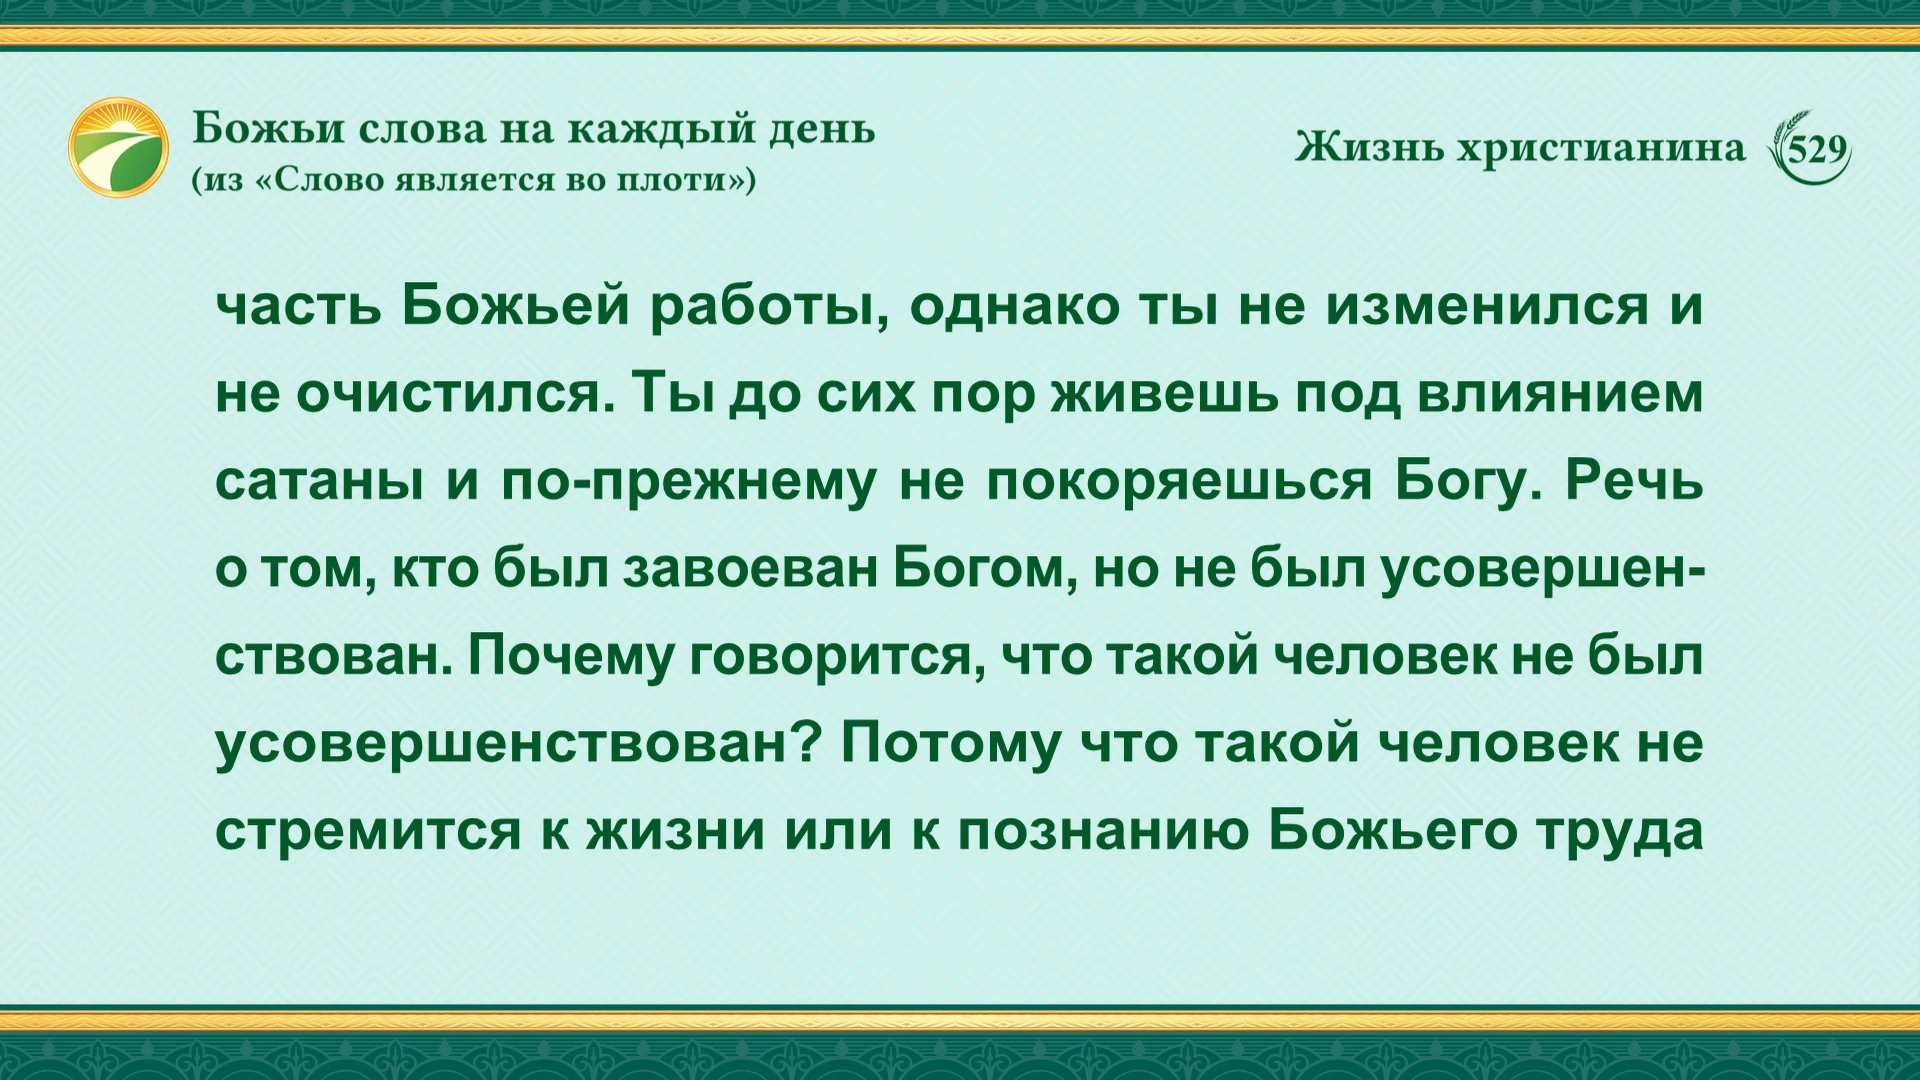 Божьи слова на каждый день
(из «Слово является во плоти»)
Жизнь христианина 529
часть Божьей работы, однако ты не изменился и
не очистился. Ты до сих пор живешь под влиянием
сатаны и по-прежнему не покоряешься Богу. Речь
о том, кто был завоеван Богом, но не был усовершен-
ствован. Почему говорится, что такой человек не был
усовершенствован? Потому что такой человек не
стремится к жизни или к познанию Божьего труда